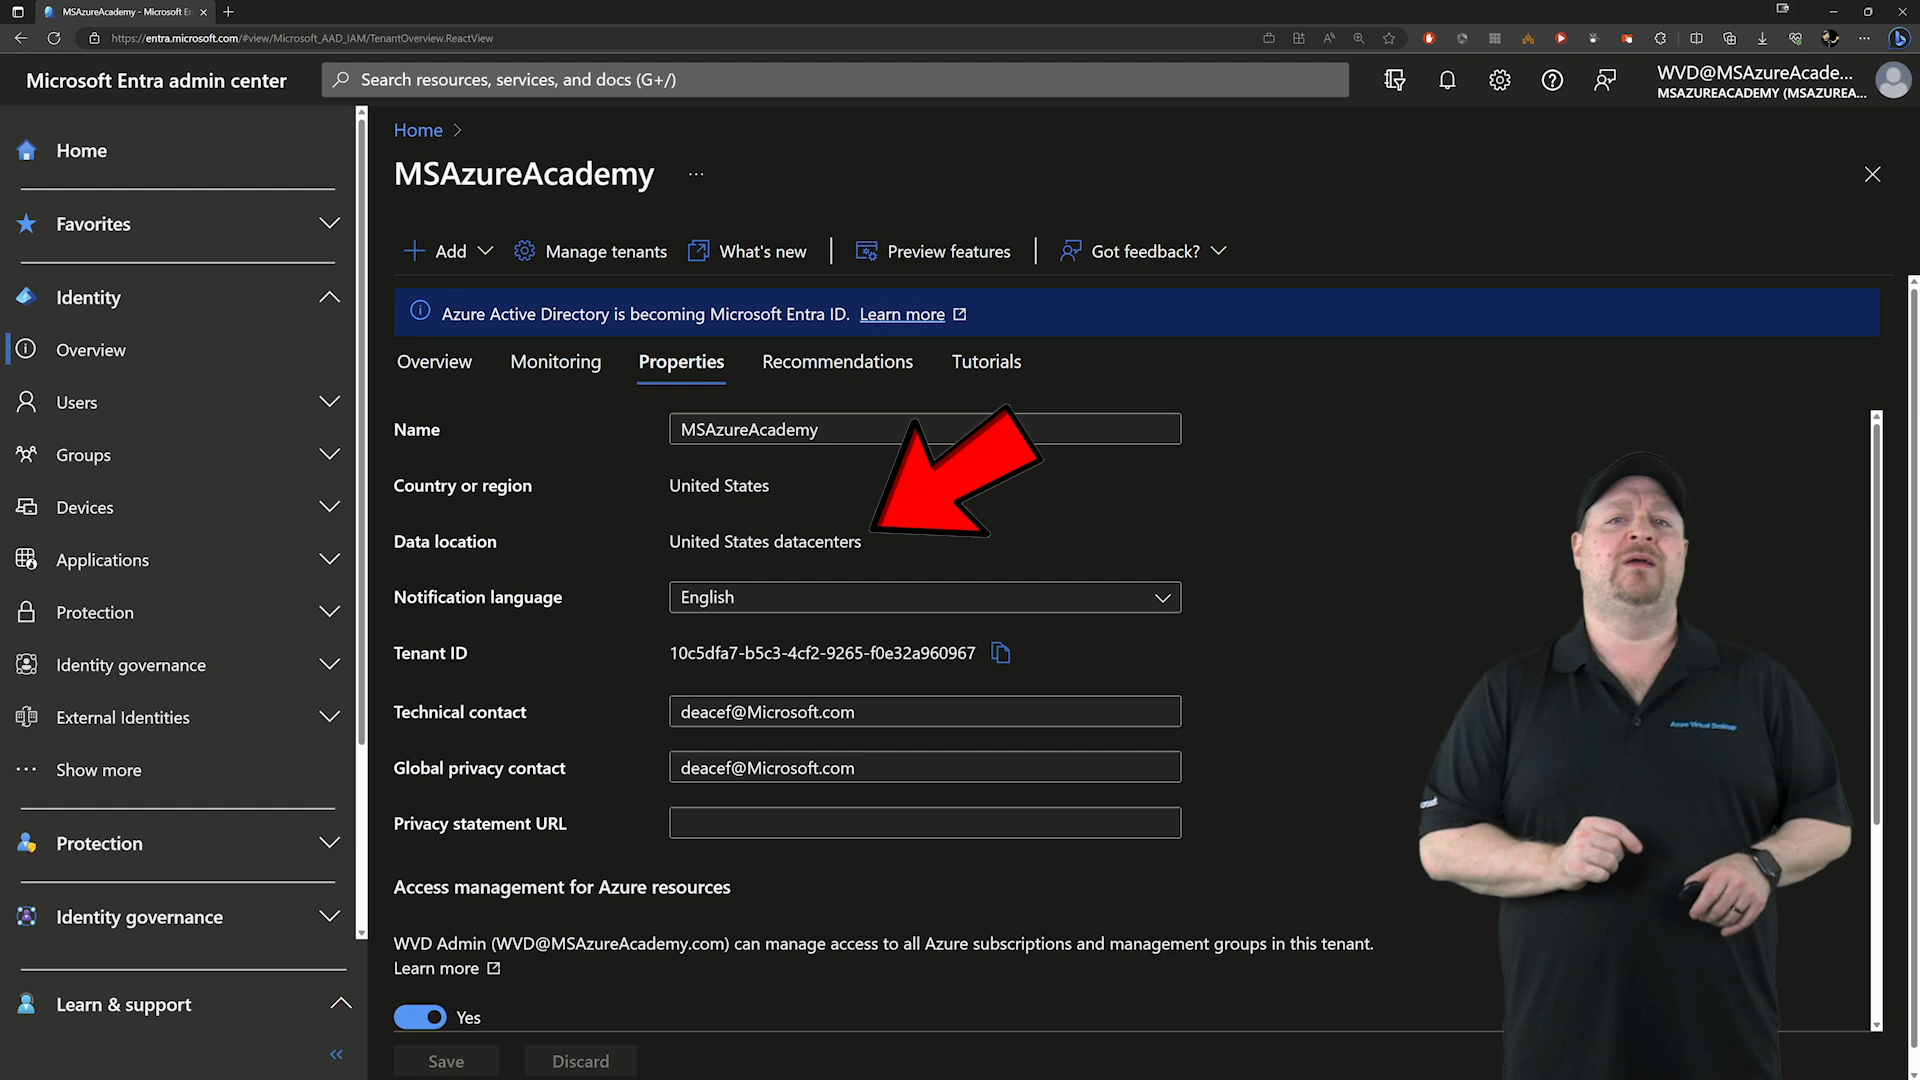 MSAzureAcademy - Microsoft En
https://entra.microsoft.com/#view/Microsoft_AAD_IAM/TenantOverview.ReactView
Microsoft Entra admin center
Search resources, services, and docs (G+/)
WVD@MSAzureAcade...
MSAZUREACADEMY (MSAZUREA...
Home
Favorites
Identity
Overview
Users
Groups
Devices
Applications
Protection
Identity governance
External Identities
Show more
Protection
Identity governance
Learn & support
Home
MSAzureAcademy
Add
Manage tenants
What's new
Preview features
Got feedback?
Azure Active Directory is becoming Microsoft Entra ID. Learn more
Overview
Monitoring
Properties
Recommendations
Tutorials
Name
MSAzureAcademy
Country or region
United States
Data location
United States datacenters
Notification language
English
Tenant ID
10c5dfa7-b5c3-4cf2-9265-f0e32a960967
Technical contact
deacef@Microsoft.com
Global privacy contact
deacef@Microsoft.com
Privacy statement URL
Access management for Azure resources
WVD Admin (WVD@MSAzureAcademy.com) can manage access to all Azure subscriptions and management groups in this tenant.
Learn more
Yes
Save
Discard
Azure Virtual Desktop